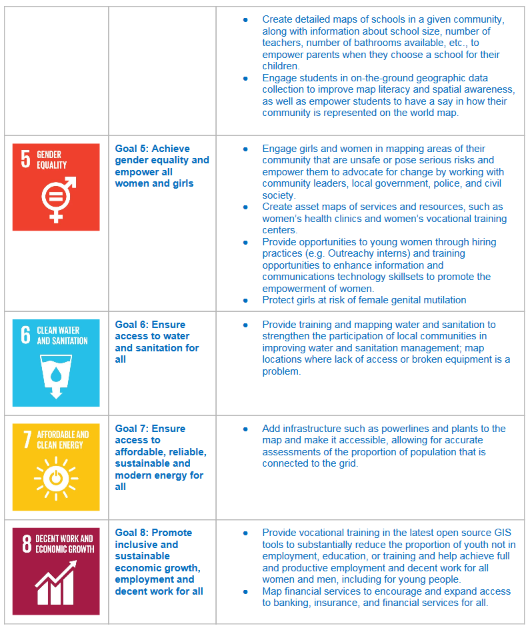 ● Create detailed maps of schools in a given community,
along with information about school size, number of
teachers, number of bathrooms available, etc., to
empower parents when they choose a school for their
children.
● Engage students in on-the-ground geographic data
collection to improve map literacy and spatial awareness,
as well as empower students to have a say in how their
community is represented on the world map.
5 GENDER
EQUALITY
Goal 5: Achieve
gender equality and
empower all
women and girls
● Engage girls and women in mapping areas of their
community that are unsafe or pose serious risks and
empower them to advocate for change by working with
community leaders, local government, police, and civil
society.
● Create asset maps of services and resources, such as
women's health clinics and women's vocational training
centers.
● Provide opportunities to young women through hiring
practices (e.g. Outreachy interns) and training
opportunities to enhance information and
communications technology skillsets to promote the
empowerment of women.
● Protect girls at risk of female genital mutilation
6 CLEAN WATER
AND SANITATION
Goal 6: Ensure
access to water
and sanitation for
all
● Provide training and mapping water and sanitation to
strengthen the participation of local communities in
improving water and sanitation management; map
locations where lack of access or broken equipment is a
problem.
7 AFFORDABLE AND
CLEAN ENERGY
Goal 7: Ensure
access to
affordable, reliable,
sustainable and
modern energy for
all
● Add infrastructure such as powerlines and plants to the
map and make it accessible, allowing for accurate
assessments of the proportion of population that is
connected to the grid.
8 DECENT WORK AND
ECONOMIC GROWTH
Goal 8: Promote
inclusive and
sustainable
economic growth,
employment and
decent work for all
● Provide vocational training in the latest open source GIS
tools to substantially reduce the proportion of youth not in
employment, education, or training and help achieve full
and productive employment and decent work for all
women and men, including for young people.
● Map financial services to encourage and expand access
to banking, insurance, and financial services for all.